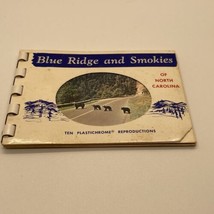 Blue Ridge and Smokies
OF
NORTH
CAROLINA
TEN PLASTICHROME® REPRODUCTIONS